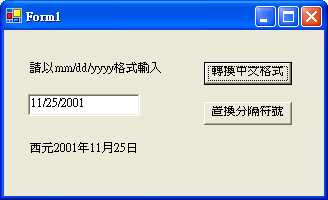 Form1
請以mm/dd/yyyy格式輸入
轉換中文格式
11/25/2001
置換分隔符號
西元2001年11月25日